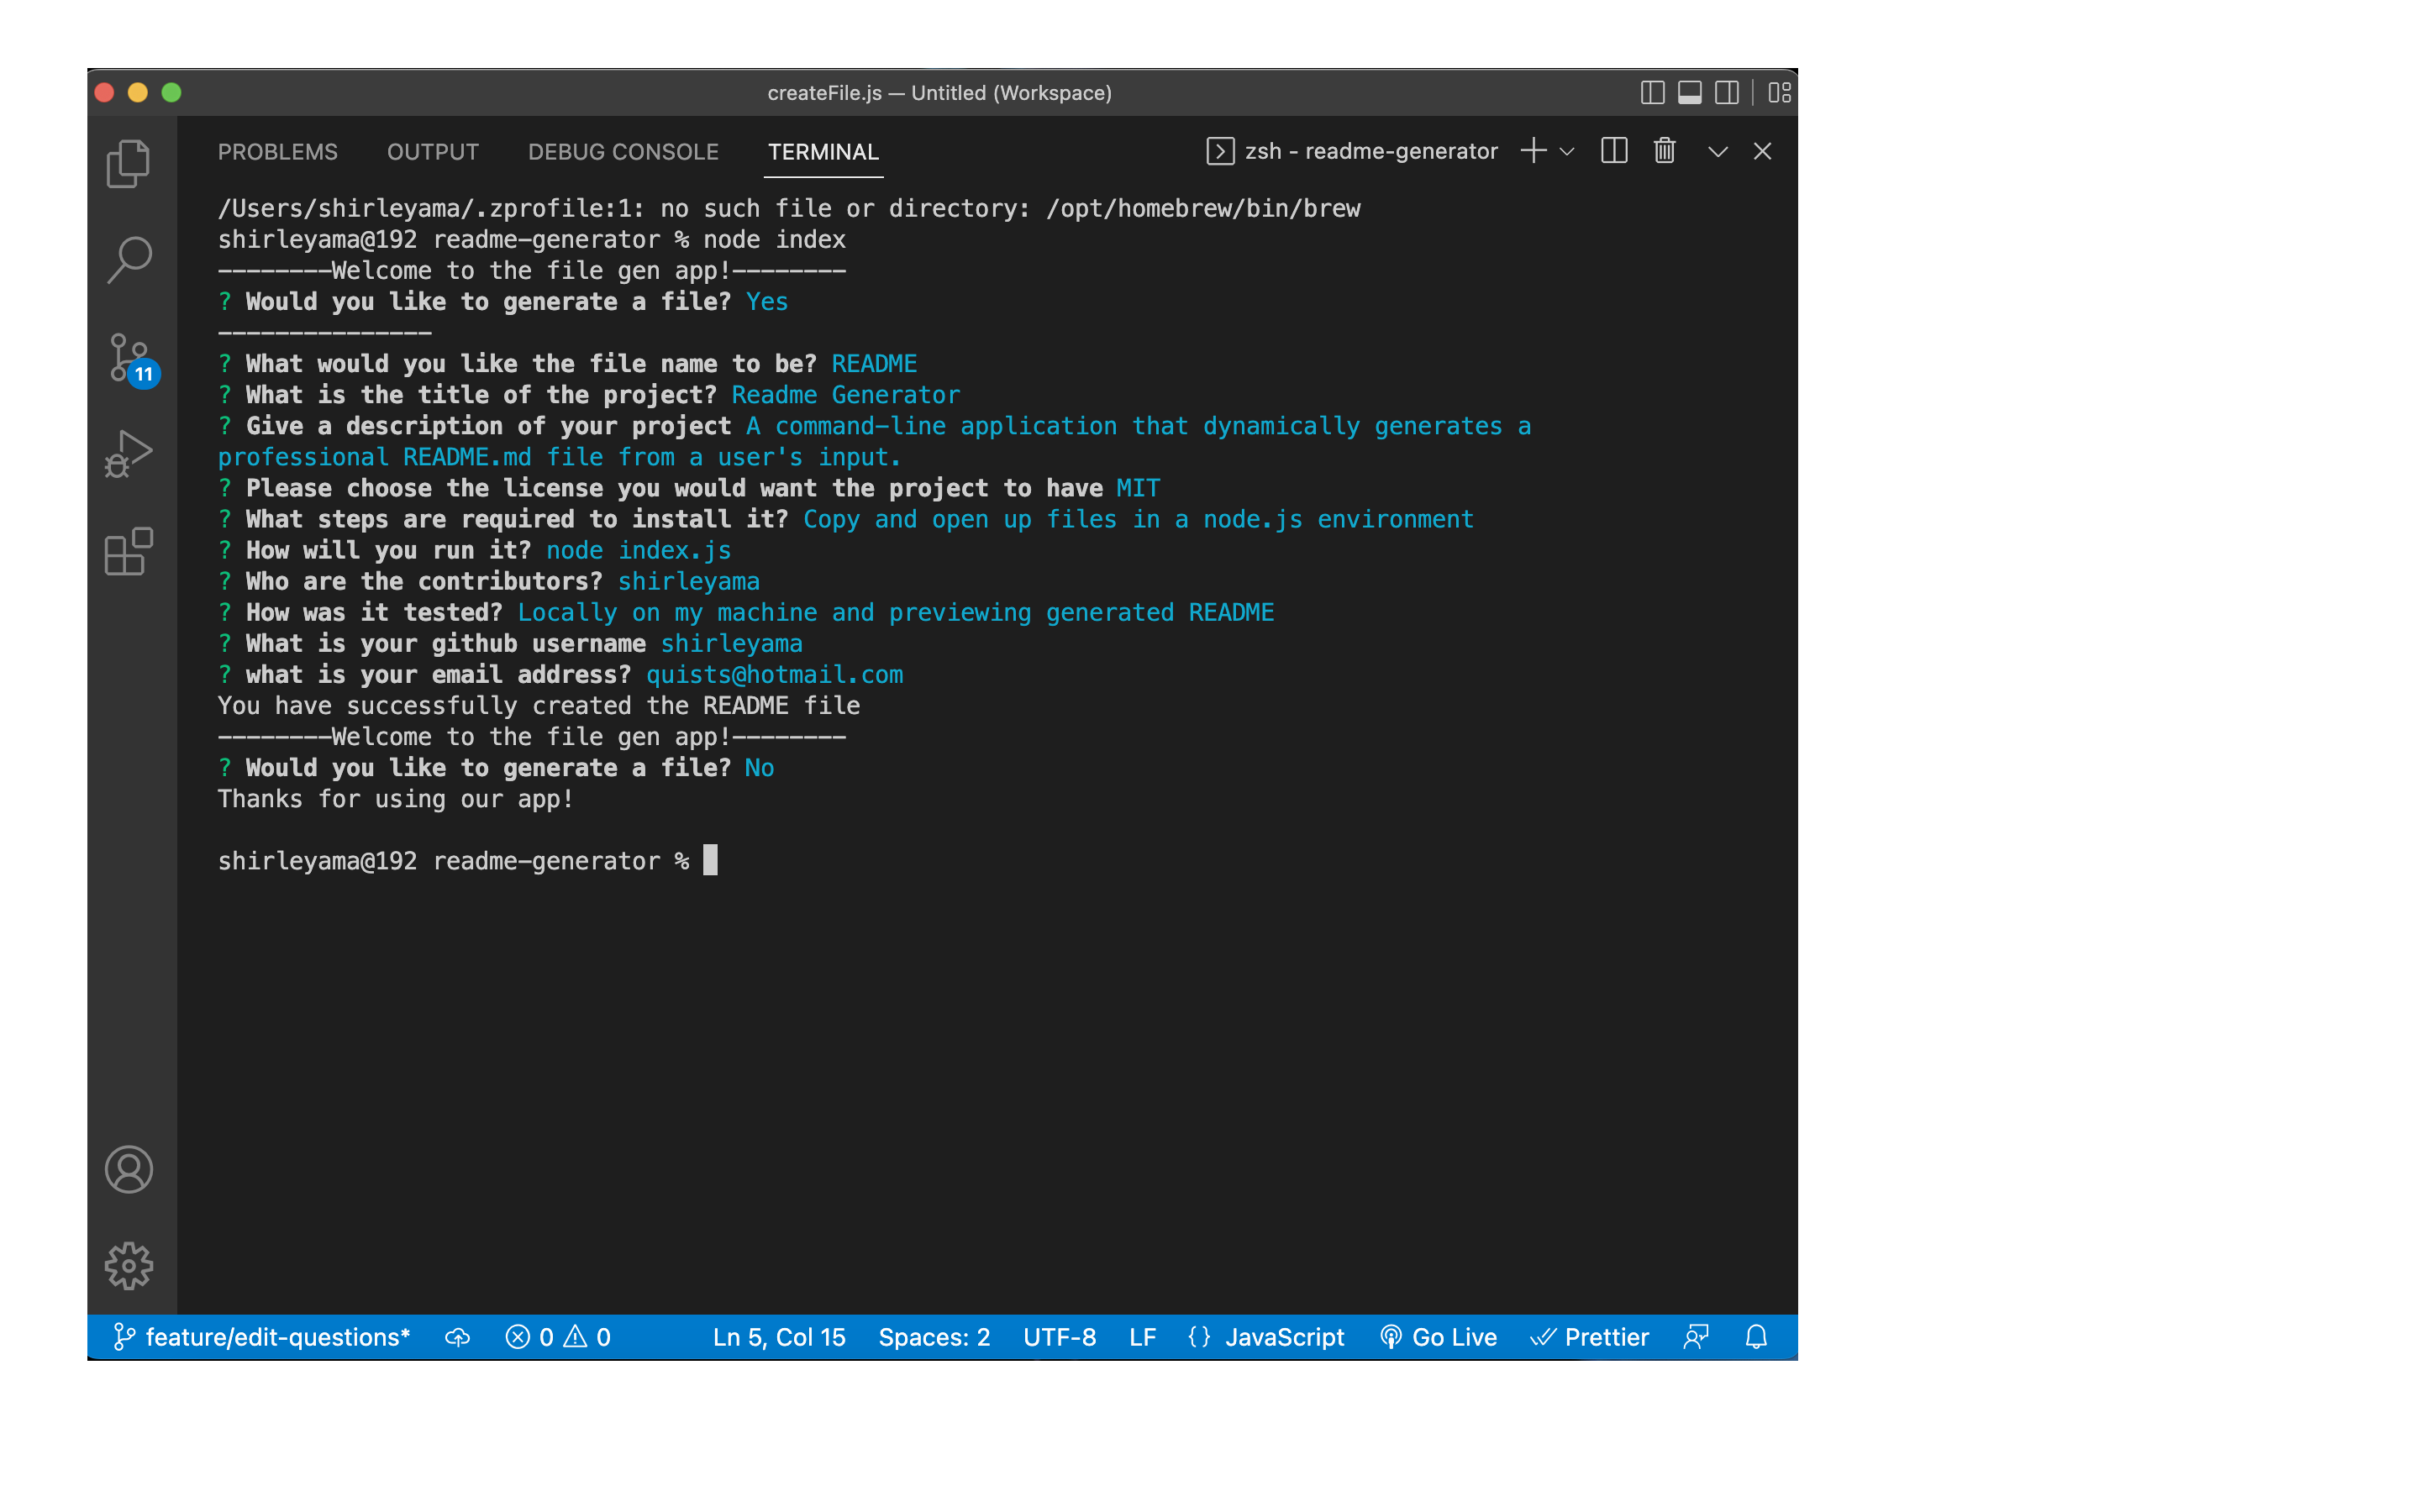 createFile.js — Untitled (Workspace)
PROBLEMS OUTPUT DEBUG CONSOLE TERMINAL zsh - readme-generator
/Users/shirleyama/.zprofile:1: no such file or directory: /opt/homebrew/bin/brew
shirleyama@192 readme-generator % node index
--------Welcome to the file gen app!--------
? Would you like to generate a file? Yes
---------------
? What would you like the file name to be? README
? What is the title of the project? Readme Generator
? Give a description of your project A command-line application that dynamically generates a
professional README.md file from a user's input.
? Please choose the license you would want the project to have MIT
? What steps are required to install it? Copy and open up files in a node.js environment
? How will you run it? node index.js
? Who are the contributors? shirleyama
? How was it tested? Locally on my machine and previewing generated README
? What is your github username shirleyama
? what is your email address? quists@hotmail.com
You have successfully created the README file
--------Welcome to the file gen app!--------
? Would you like to generate a file? No
Thanks for using our app!
shirleyama@192 readme-generator %
11
feature/edit-questions* 0 0 Ln 5, Col 15 Spaces: 2 UTF-8 LF {} JavaScript Go Live Prettier